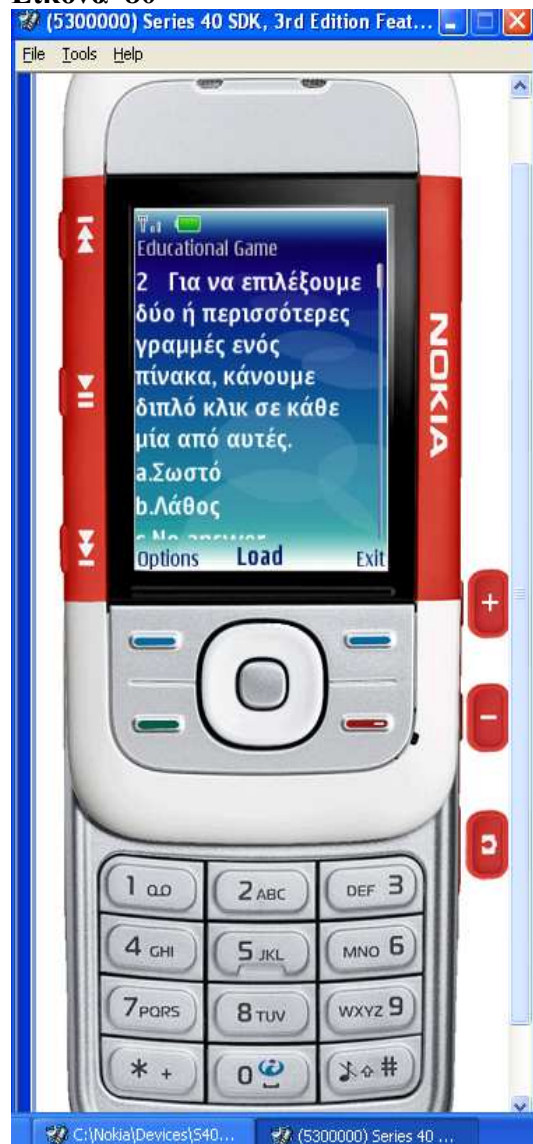 (5300000) Series 40 SDK, 3rd Edition Feat...
File Tools Help
Educational Game
2 Για να επιλέξουμε
δύο ή περισσότερες
γραμμές ενός
πίνακα, κάνουμε
διπλό κλικ σε κάθε
μία από αυτές.
a.Σωστό
b.Λάθος
c.No answer
Options Load Exit
NOKIA
1
2 ABC
DEF 3
4 GHI
5 JKL
MNO 6
7 PQRS
8 TUV
WXYZ 9
* +
0
#
C:\Nokia\Devices\S40... (5300000) Series 40 ...